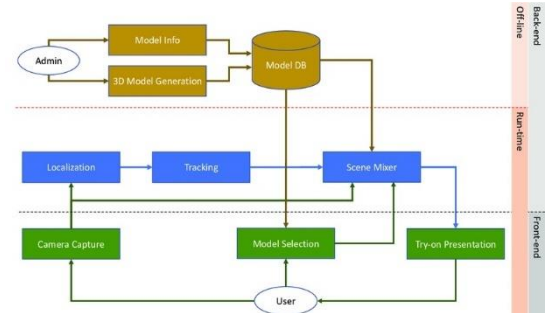 Model Info
Admin
3D Model Generation
Model DB
Off-line
Back-end
Localization
Tracking
Scene Mixer
Run-time
Camera Capture
Model Selection
Try-on Presentation
Front-end
User